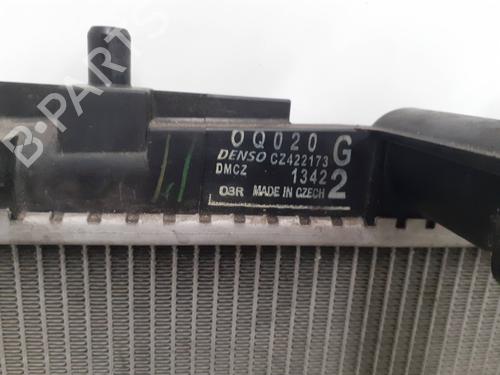 B-PARTS
0Q020 G
DENSO CZ422173
DMCZ 1342 2
03R MADE IN CZECH